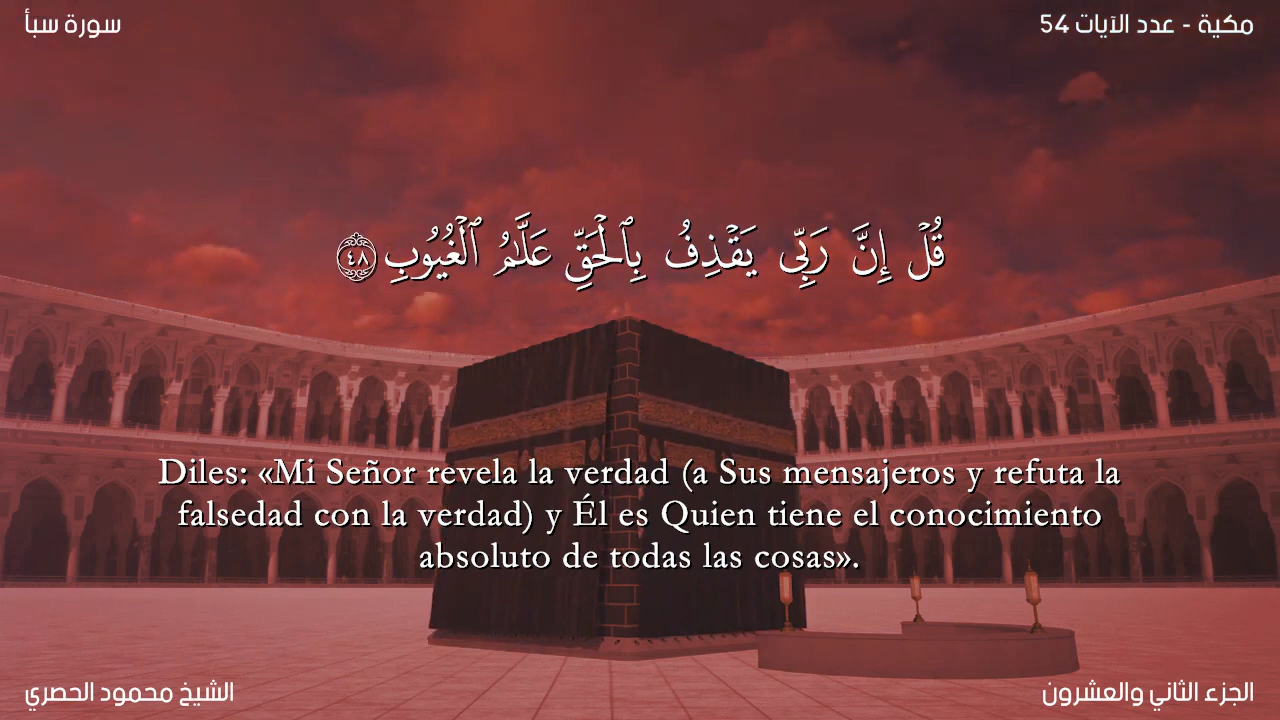 سورة سبأ
مكية - عدد الآيات 54
قُلْ إِنَّ رَبِّى يَقْذِفُ بِٱلْحَقِّ عَلَّٰمُ ٱلْغُيُوبِ ٤٨
Diles: «Mi Señor revela la verdad (a Sus mensajeros y refuta la
falsedad con la verdad) y Él es Quien tiene el conocimiento
absoluto de todas las cosas».
الشيخ محمود الحصري
الجزء الثاني والعشرون